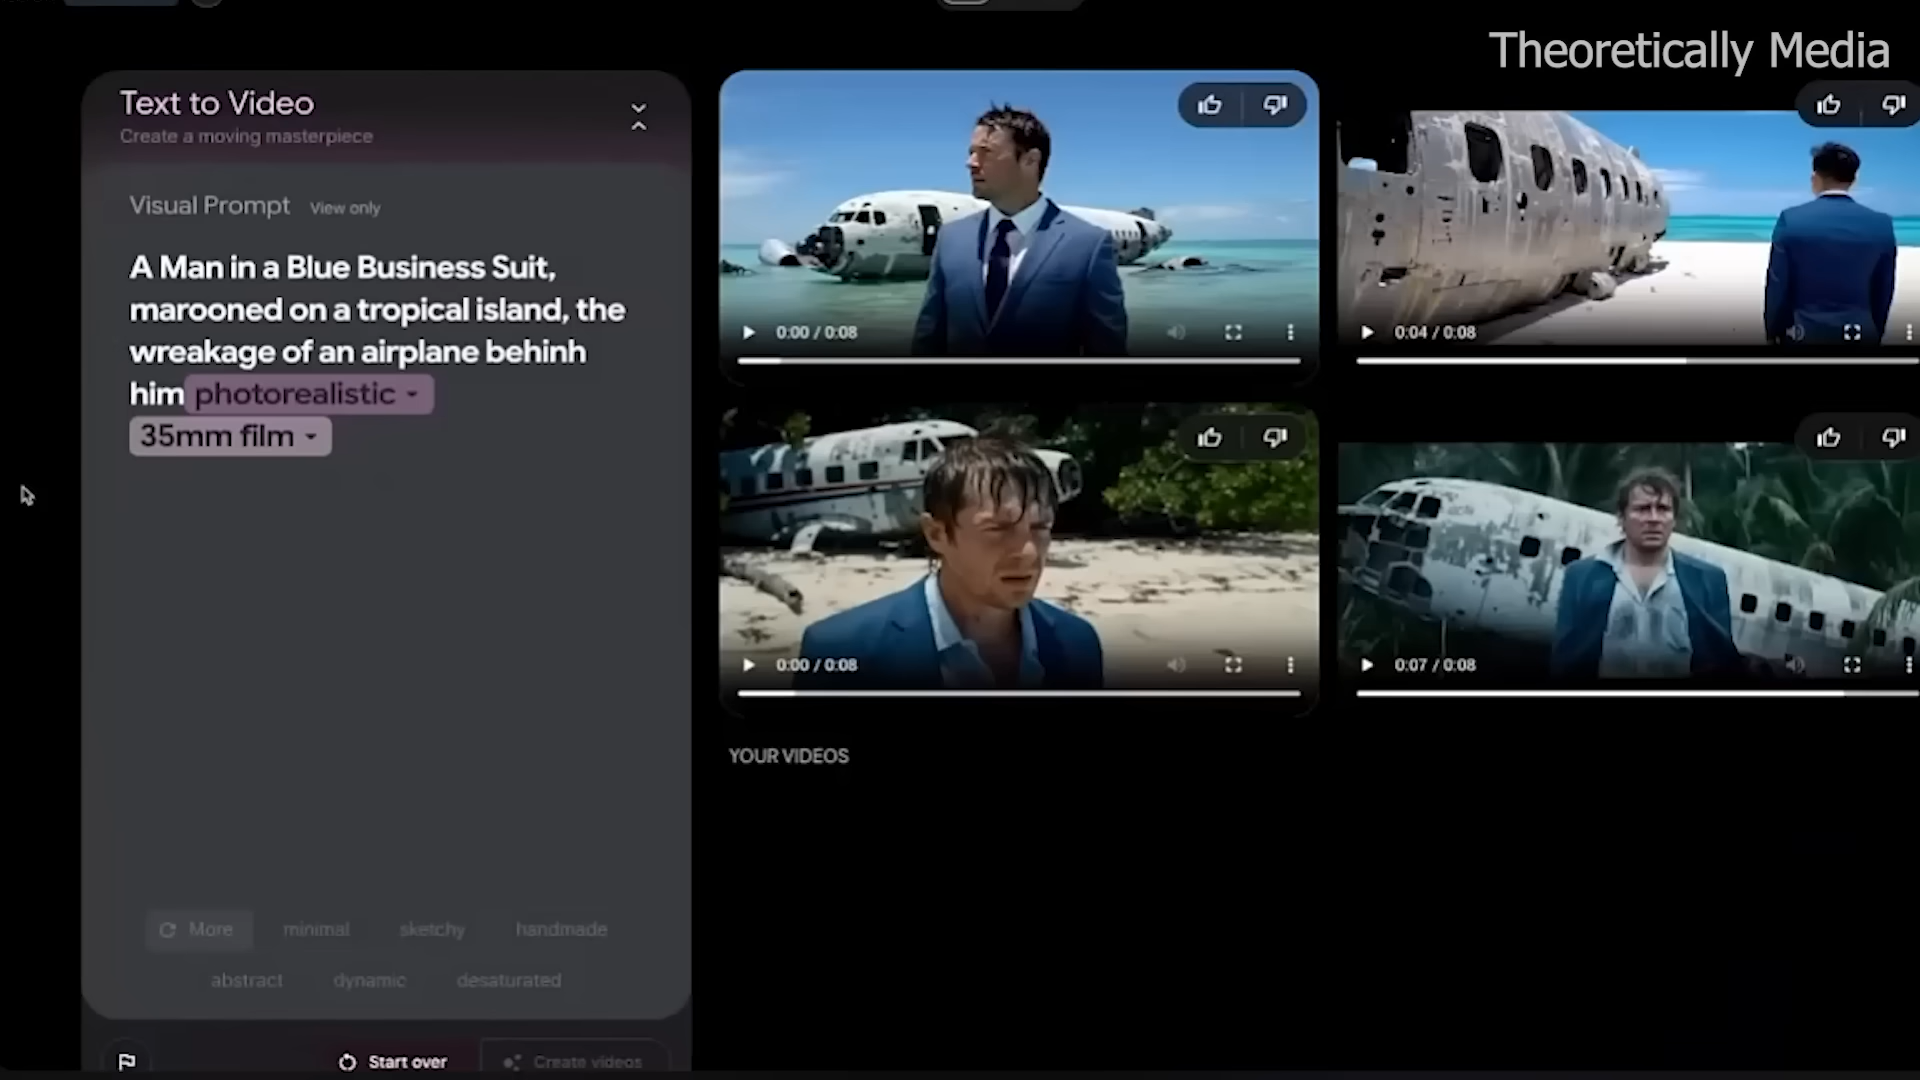 Theoretically Media
Text to Video
Create a moving masterpiece
Visual Prompt View only
A Man in a Blue Business Suit,
marooned on a tropical island, the
wreakage of an airplane behinh
him photorealistic
35mm film
More minimal sketchy handmade
abstract dynamic desaturated
Start over Create videos
0:00 / 0:08
0:04 / 0:08
0:00 / 0:08
0:07 / 0:08
YOUR VIDEOS